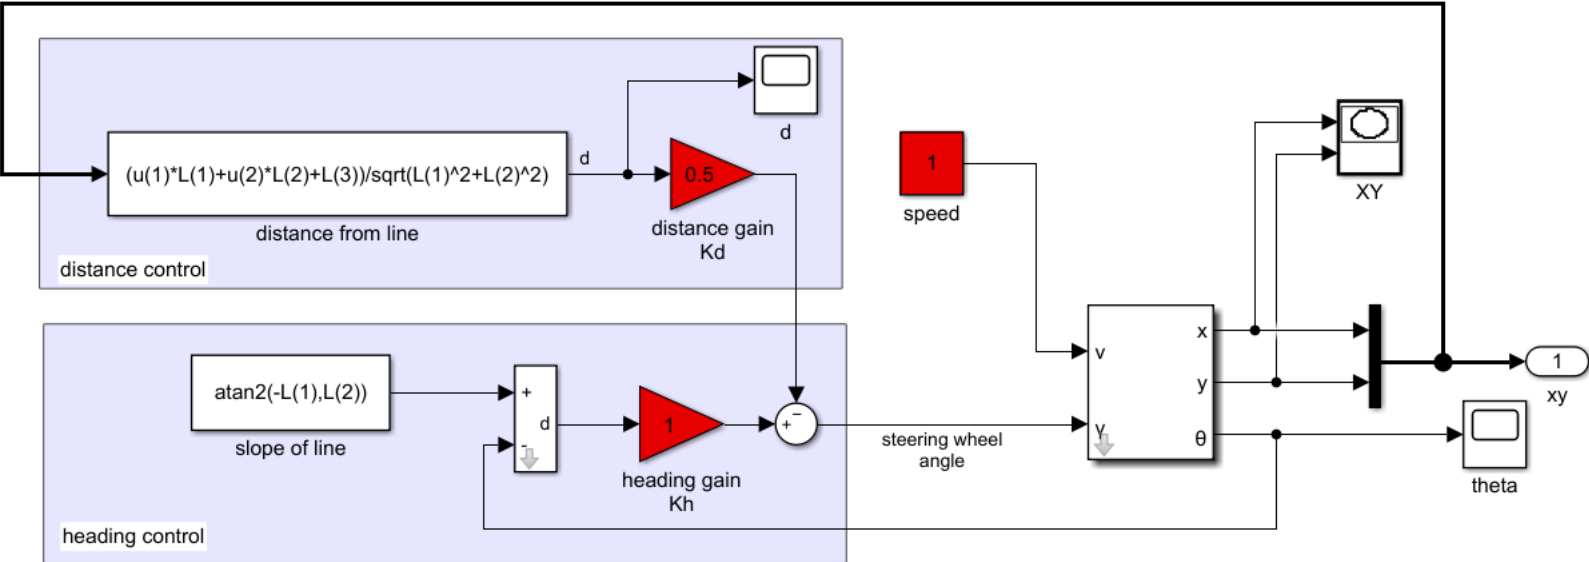 d
(u(1)*L(1)+u(2)*L(2)+L(3))/sqrt(L(1)^2+L(2)^2)
d
distance from line
0.5
distance gain
Kd
distance control
1
speed
XY
atan2(-L(1),L(2))
slope of line
+
-
d
1
heading gain
Kh
+
−
steering wheel
angle
heading control
v
γ
x
y
θ
1
xy
theta